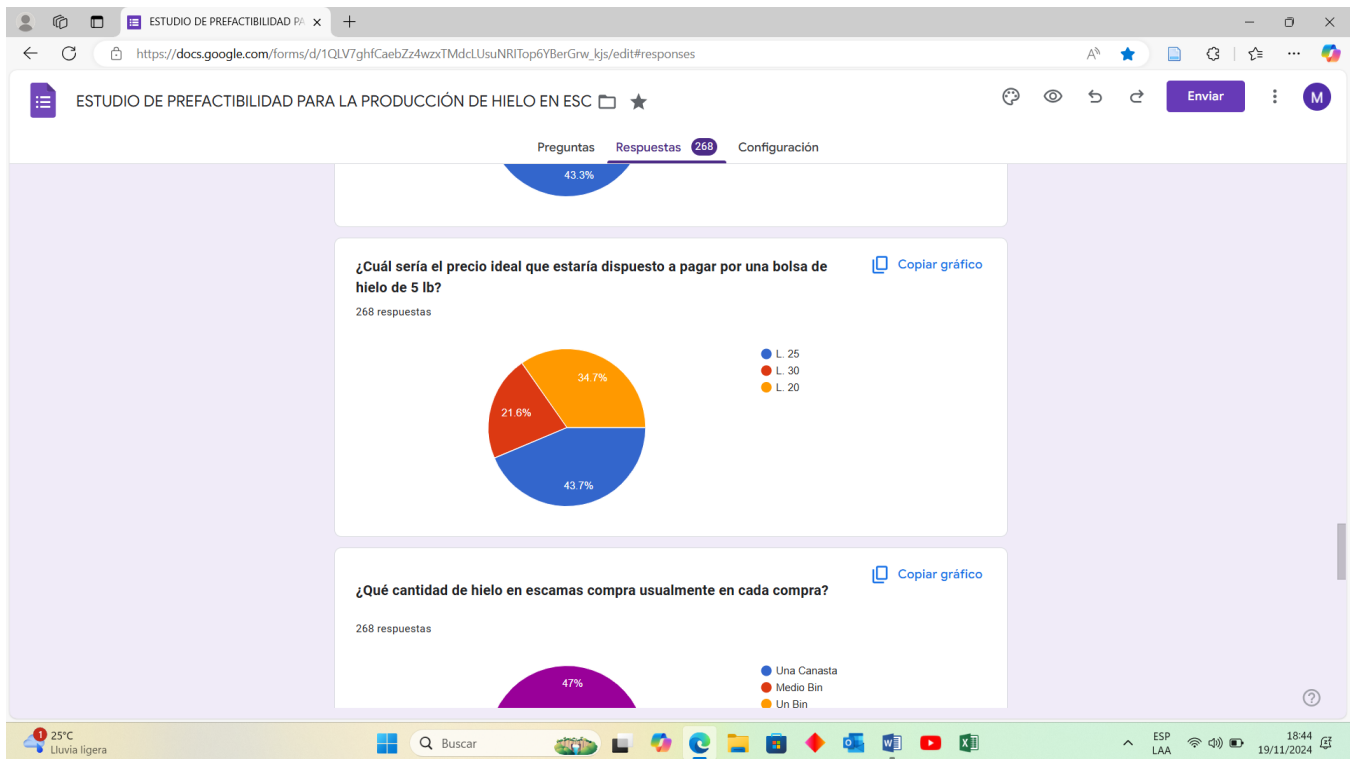 ESTUDIO DE PREFACTIBILIDAD PA
https://docs.google.com/forms/d/1QLV7ghfCaebZz4wzxTMdcLUsuNRITop6YBerGrw_kjs/edit#responses
ESTUDIO DE PREFACTIBILIDAD PARA LA PRODUCCIÓN DE HIELO EN ESC
Enviar
M
Preguntas
Respuestas 268
Configuración
43.3%
¿Cuál sería el precio ideal que estaría dispuesto a pagar por una bolsa de
hielo de 5 lb?
Copiar gráfico
268 respuestas
L. 25
L. 30
L. 20
34.7%
21.6%
43.7%
Copiar gráfico
¿Qué cantidad de hielo en escamas compra usualmente en cada compra?
268 respuestas
47%
Una Canasta
Medio Bin
Un Bin
1
25°C
Lluvia ligera
Buscar
ESP
LAA
18:44
19/11/2024